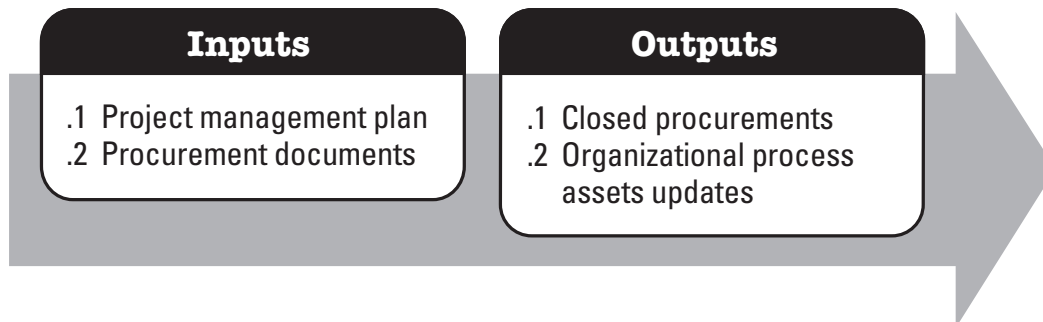 Inputs
.1 Project management plan
.2 Procurement documents
Outputs
.1 Closed procurements
.2 Organizational process
assets updates